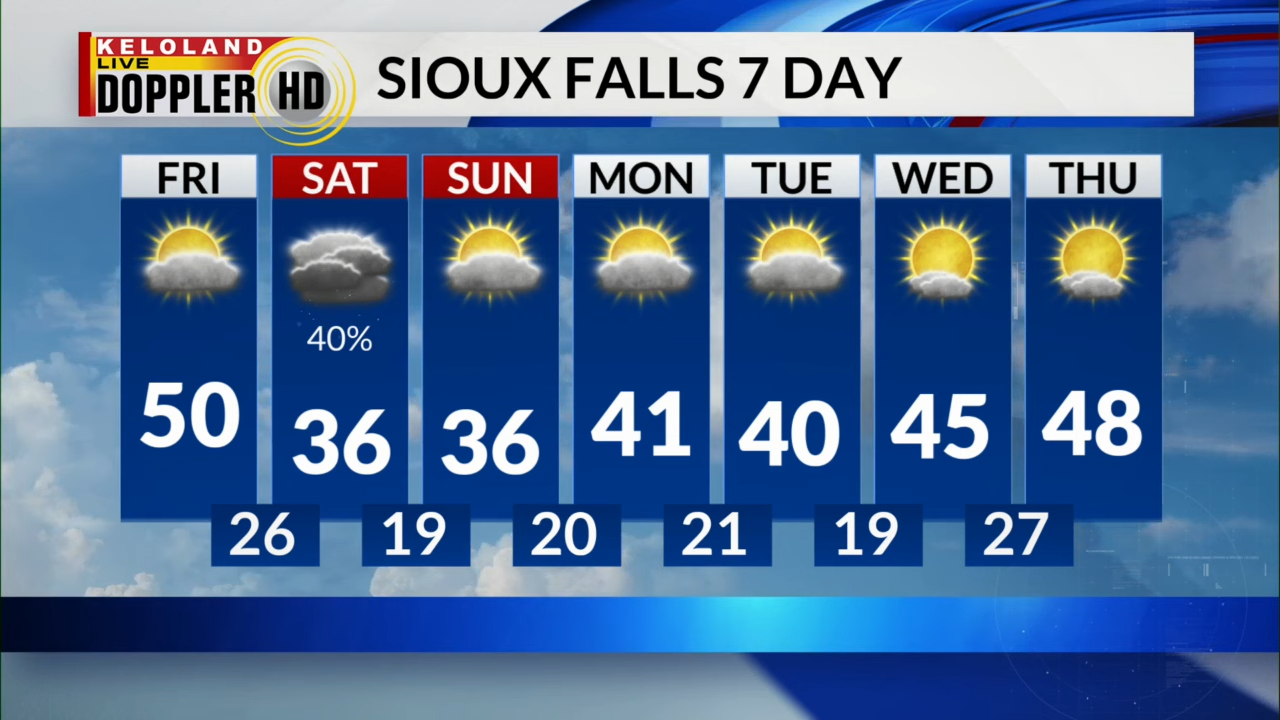 KELOLAND
LIVE
DOPPLER HD
SIOUX FALLS 7 DAY
FRI SAT SUN MON TUE WED THU
40%
50 36 36 41 40 45 48
26 19 20 21 19 27